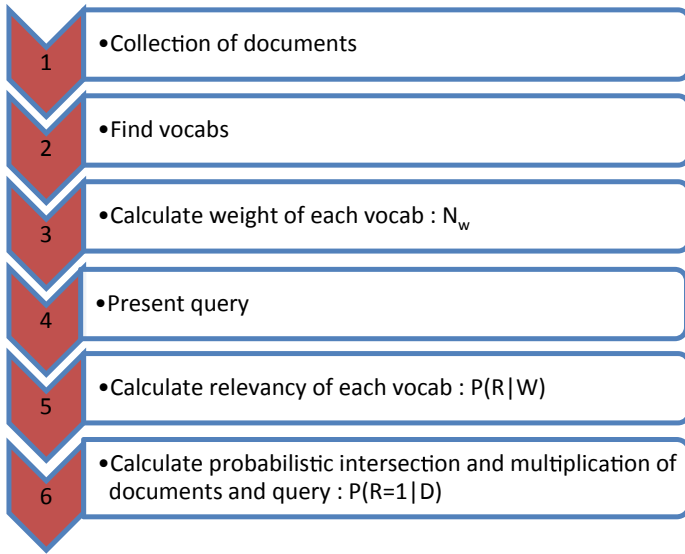 1
•Collection of documents
2
•Find vocabs
3
•Calculate weight of each vocab : N_w
4
•Present query
5
•Calculate relevancy of each vocab : P(R|W)
6
•Calculate probabilistic intersection and multiplication of
documents and query : P(R=1|D)